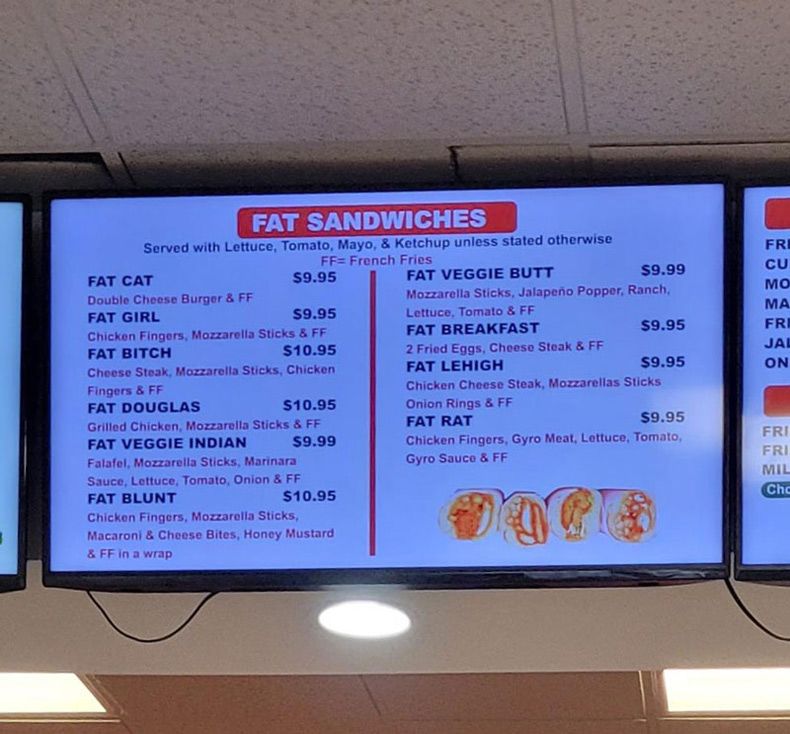 FAT SANDWICHES
Served with Lettuce, Tomato, Mayo, & Ketchup unless stated otherwise
FF= French Fries
FAT CAT $9.95
Double Cheese Burger & FF
FAT GIRL $9.95
Chicken Fingers, Mozzarella Sticks & FF
FAT BITCH $10.95
Cheese Steak, Mozzarella Sticks, Chicken
Fingers & FF
FAT DOUGLAS $10.95
Grilled Chicken, Mozzarella Sticks & FF
FAT VEGGIE INDIAN $9.99
Falafel, Mozzarella Sticks, Marinara
Sauce, Lettuce, Tomato, Onion & FF
FAT BLUNT $10.95
Chicken Fingers, Mozzarella Sticks,
Macaroni & Cheese Bites, Honey Mustard
& FF in a wrap
FAT VEGGIE BUTT $9.99
Mozzarella Sticks, Jalapeño Popper, Ranch,
Lettuce, Tomato & FF
FAT BREAKFAST $9.95
2 Fried Eggs, Cheese Steak & FF
FAT LEHIGH $9.95
Chicken Cheese Steak, Mozzarellas Sticks
Onion Rings & FF
FAT RAT $9.95
Chicken Fingers, Gyro Meat, Lettuce, Tomato,
Gyro Sauce & FF